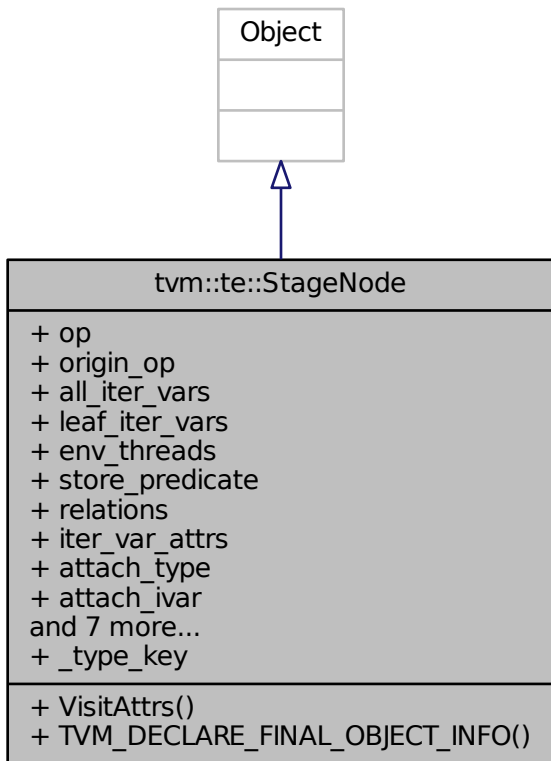 Object
tvm::te::StageNode
+ op
+ origin_op
+ all_iter_vars
+ leaf_iter_vars
+ env_threads
+ store_predicate
+ relations
+ iter_var_attrs
+ attach_type
+ attach_ivar
and 7 more...
+ _type_key
+ VisitAttrs()
+ TVM_DECLARE_FINAL_OBJECT_INFO()